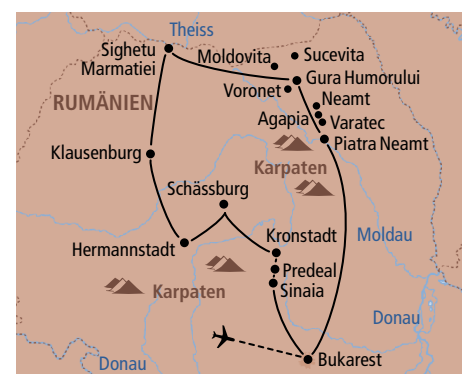 Theiss
Sighetu
Marmatiei
Moldovita
Sucevita
Gura Humorului
Voronet
RUMÄNIEN
Neamt
Agapia
Varatec
Piatra Neamt
Klausenburg
Karpaten
Schässburg
Kronstadt
Moldau
Hermannstadt
Predeal
Karpaten
Sinaia
Donau
Donau
Bukarest